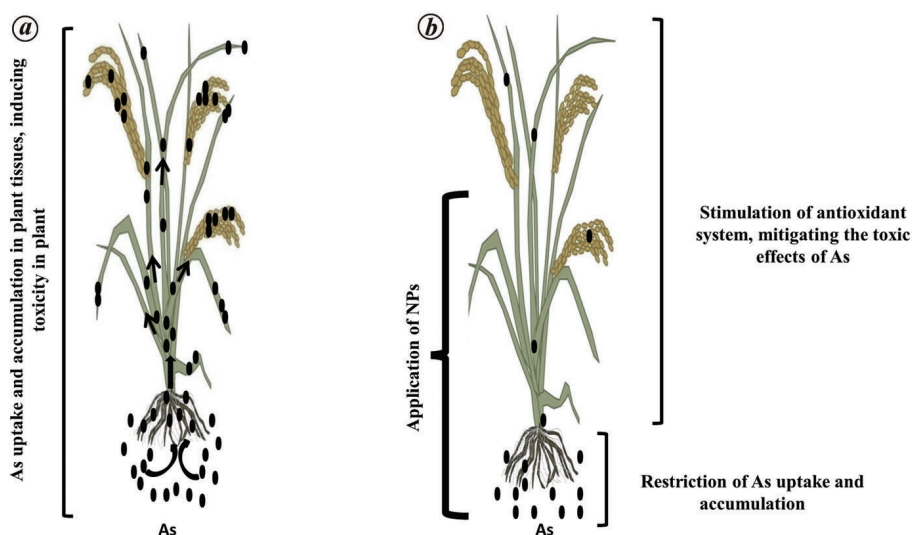 a
As uptake and accumulation in plant tissues, inducing
toxicity in plant
As
b
Application of NPs
Stimulation of antioxidant
system, mitigating the toxic
effects of As
Restriction of As uptake and
accumulation
As